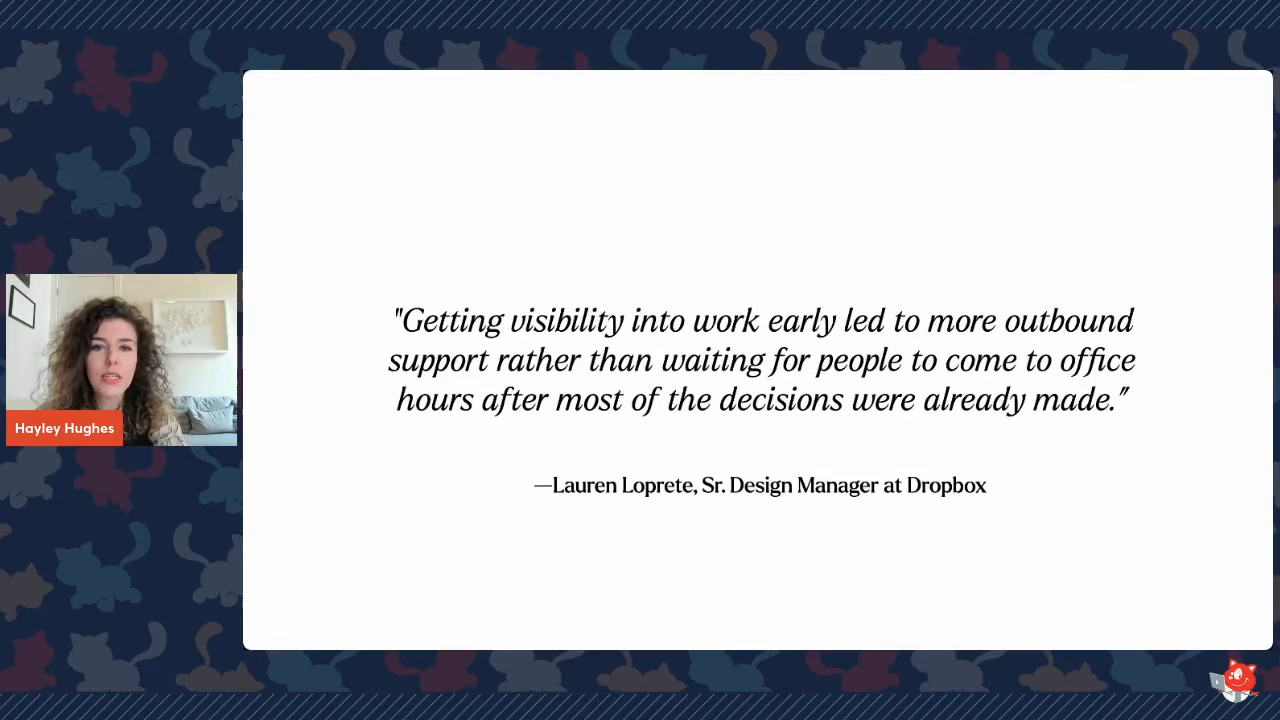 "Getting visibility into work early led to more outbound
support rather than waiting for people to come to office
hours after most of the decisions were already made."
—Lauren Loprete, Sr. Design Manager at Dropbox
Hayley Hughes